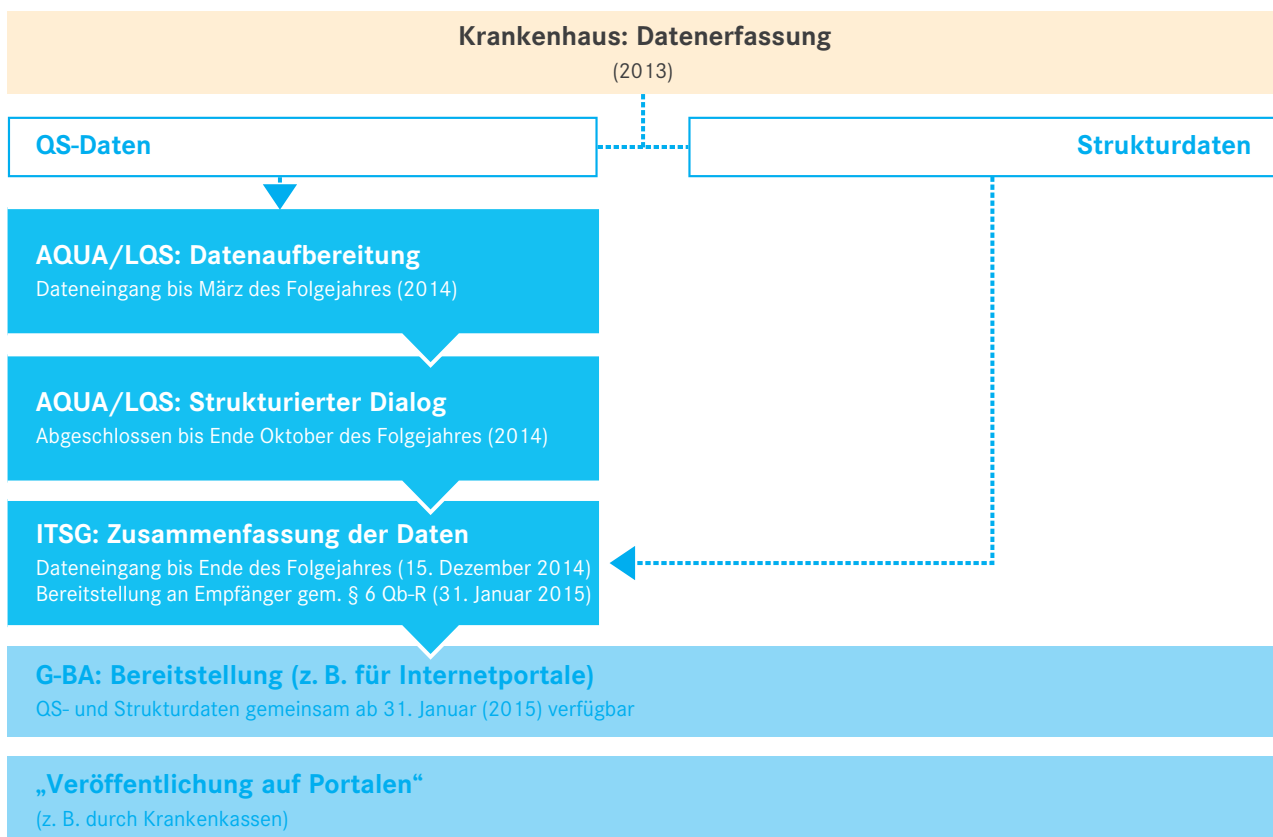 Krankenhaus: Datenerfassung
(2013)
QS-Daten
Strukturdaten
AQUA/LQS: Datenaufbereitung
Dateneingang bis März des Folgejahres (2014)
AQUA/LQS: Strukturierter Dialog
Abgeschlossen bis Ende Oktober des Folgejahres (2014)
ITSG: Zusammenfassung der Daten
Dateneingang bis Ende des Folgejahres (15. Dezember 2014)
Bereitstellung an Empfänger gem. § 6 Qb-R (31. Januar 2015)
G-BA: Bereitstellung (z. B. für Internetportale)
QS- und Strukturdaten gemeinsam ab 31. Januar (2015) verfügbar
„Veröffentlichung auf Portalen“
(z. B. durch Krankenkassen)